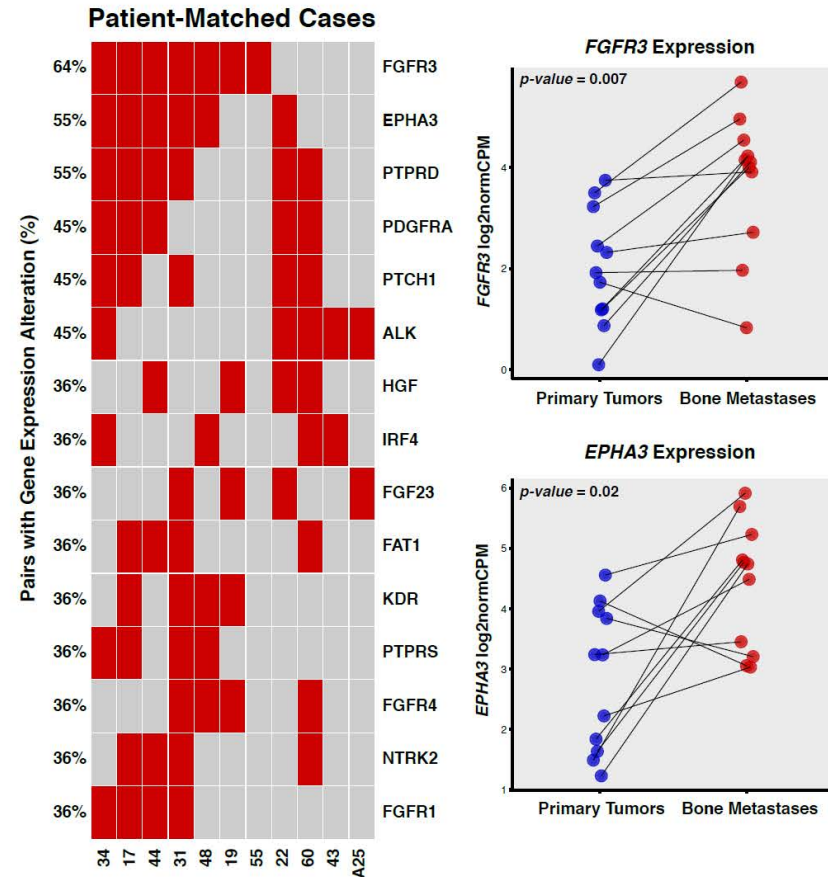 Patient-Matched Cases
Pairs with Gene Expression Alteration (%)
64% FGFR3
55% EPHA3
55% PTPRD
45% PDGFRA
45% PTCH1
45% ALK
36% HGF
36% IRF4
36% FGF23
36% FAT1
36% KDR
36% PTPRS
36% FGFR4
36% NTRK2
36% FGFR1
34 17 44 31 48 19 55 22 60 43 A25
FGFR3 Expression
p-value = 0.007
FGFR3 log2normCPM
4
2
0
Primary Tumors Bone Metastases
EPHA3 Expression
p-value = 0.02
EPHA3 log2normCPM
6
5
4
3
2
1
Primary Tumors Bone Metastases